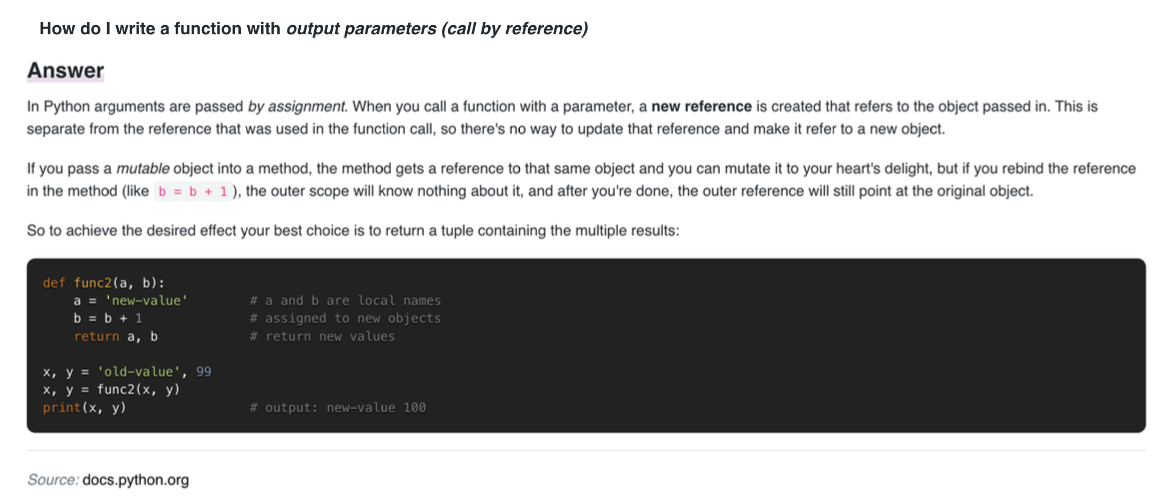 How do I write a function with output parameters (call by reference)
Answer
In Python arguments are passed by assignment. When you call a function with a parameter, a new reference is created that refers to the object passed in. This is
separate from the reference that was used in the function call, so there's no way to update that reference and make it refer to a new object.
If you pass a mutable object into a method, the method gets a reference to that same object and you can mutate it to your heart's delight, but if you rebind the reference
in the method (like b = b + 1 ), the outer scope will know nothing about it, and after you're done, the outer reference will still point at the original object.
So to achieve the desired effect your best choice is to return a tuple containing the multiple results:
def func2(a, b):
    a = 'new-value'        # a and b are local names
    b = b + 1              # assigned to new objects
    return a, b            # return new values
x, y = 'old-value', 99
x, y = func2(x, y)
print(x, y)                # output: new-value 100
Source: docs.python.org